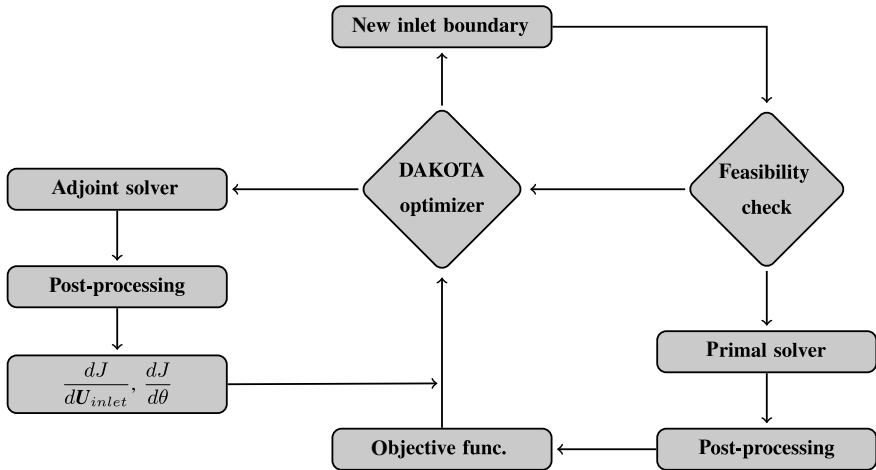 New inlet boundary
DAKOTA
optimizer
Feasibility
check
Adjoint solver
Post-processing
dJ/dU_inlet, dJ/dθ
Primal solver
Objective func.
Post-processing